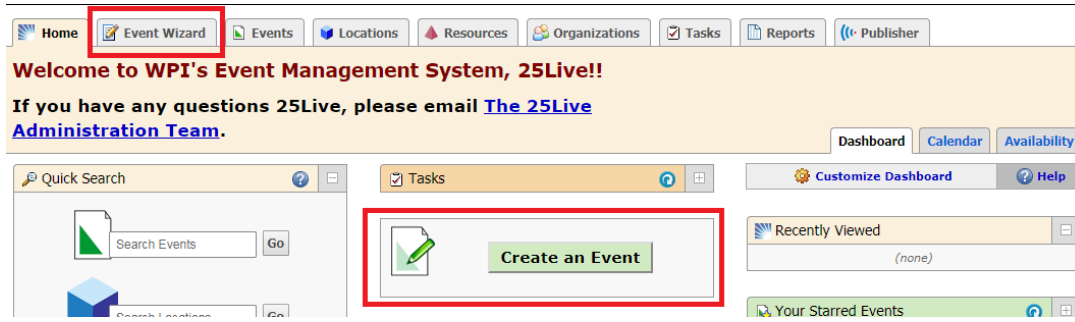 Home Event Wizard Events Locations Resources Organizations Tasks Reports Publisher
Welcome to WPI's Event Management System, 25Live!!
If you have any questions 25Live, please email The 25Live
Administration Team.
Dashboard Calendar Availability
Quick Search
Tasks
Customize Dashboard Help
Search Events Go
Create an Event
Recently Viewed
(none)
Search Locations Go
Your Starred Events